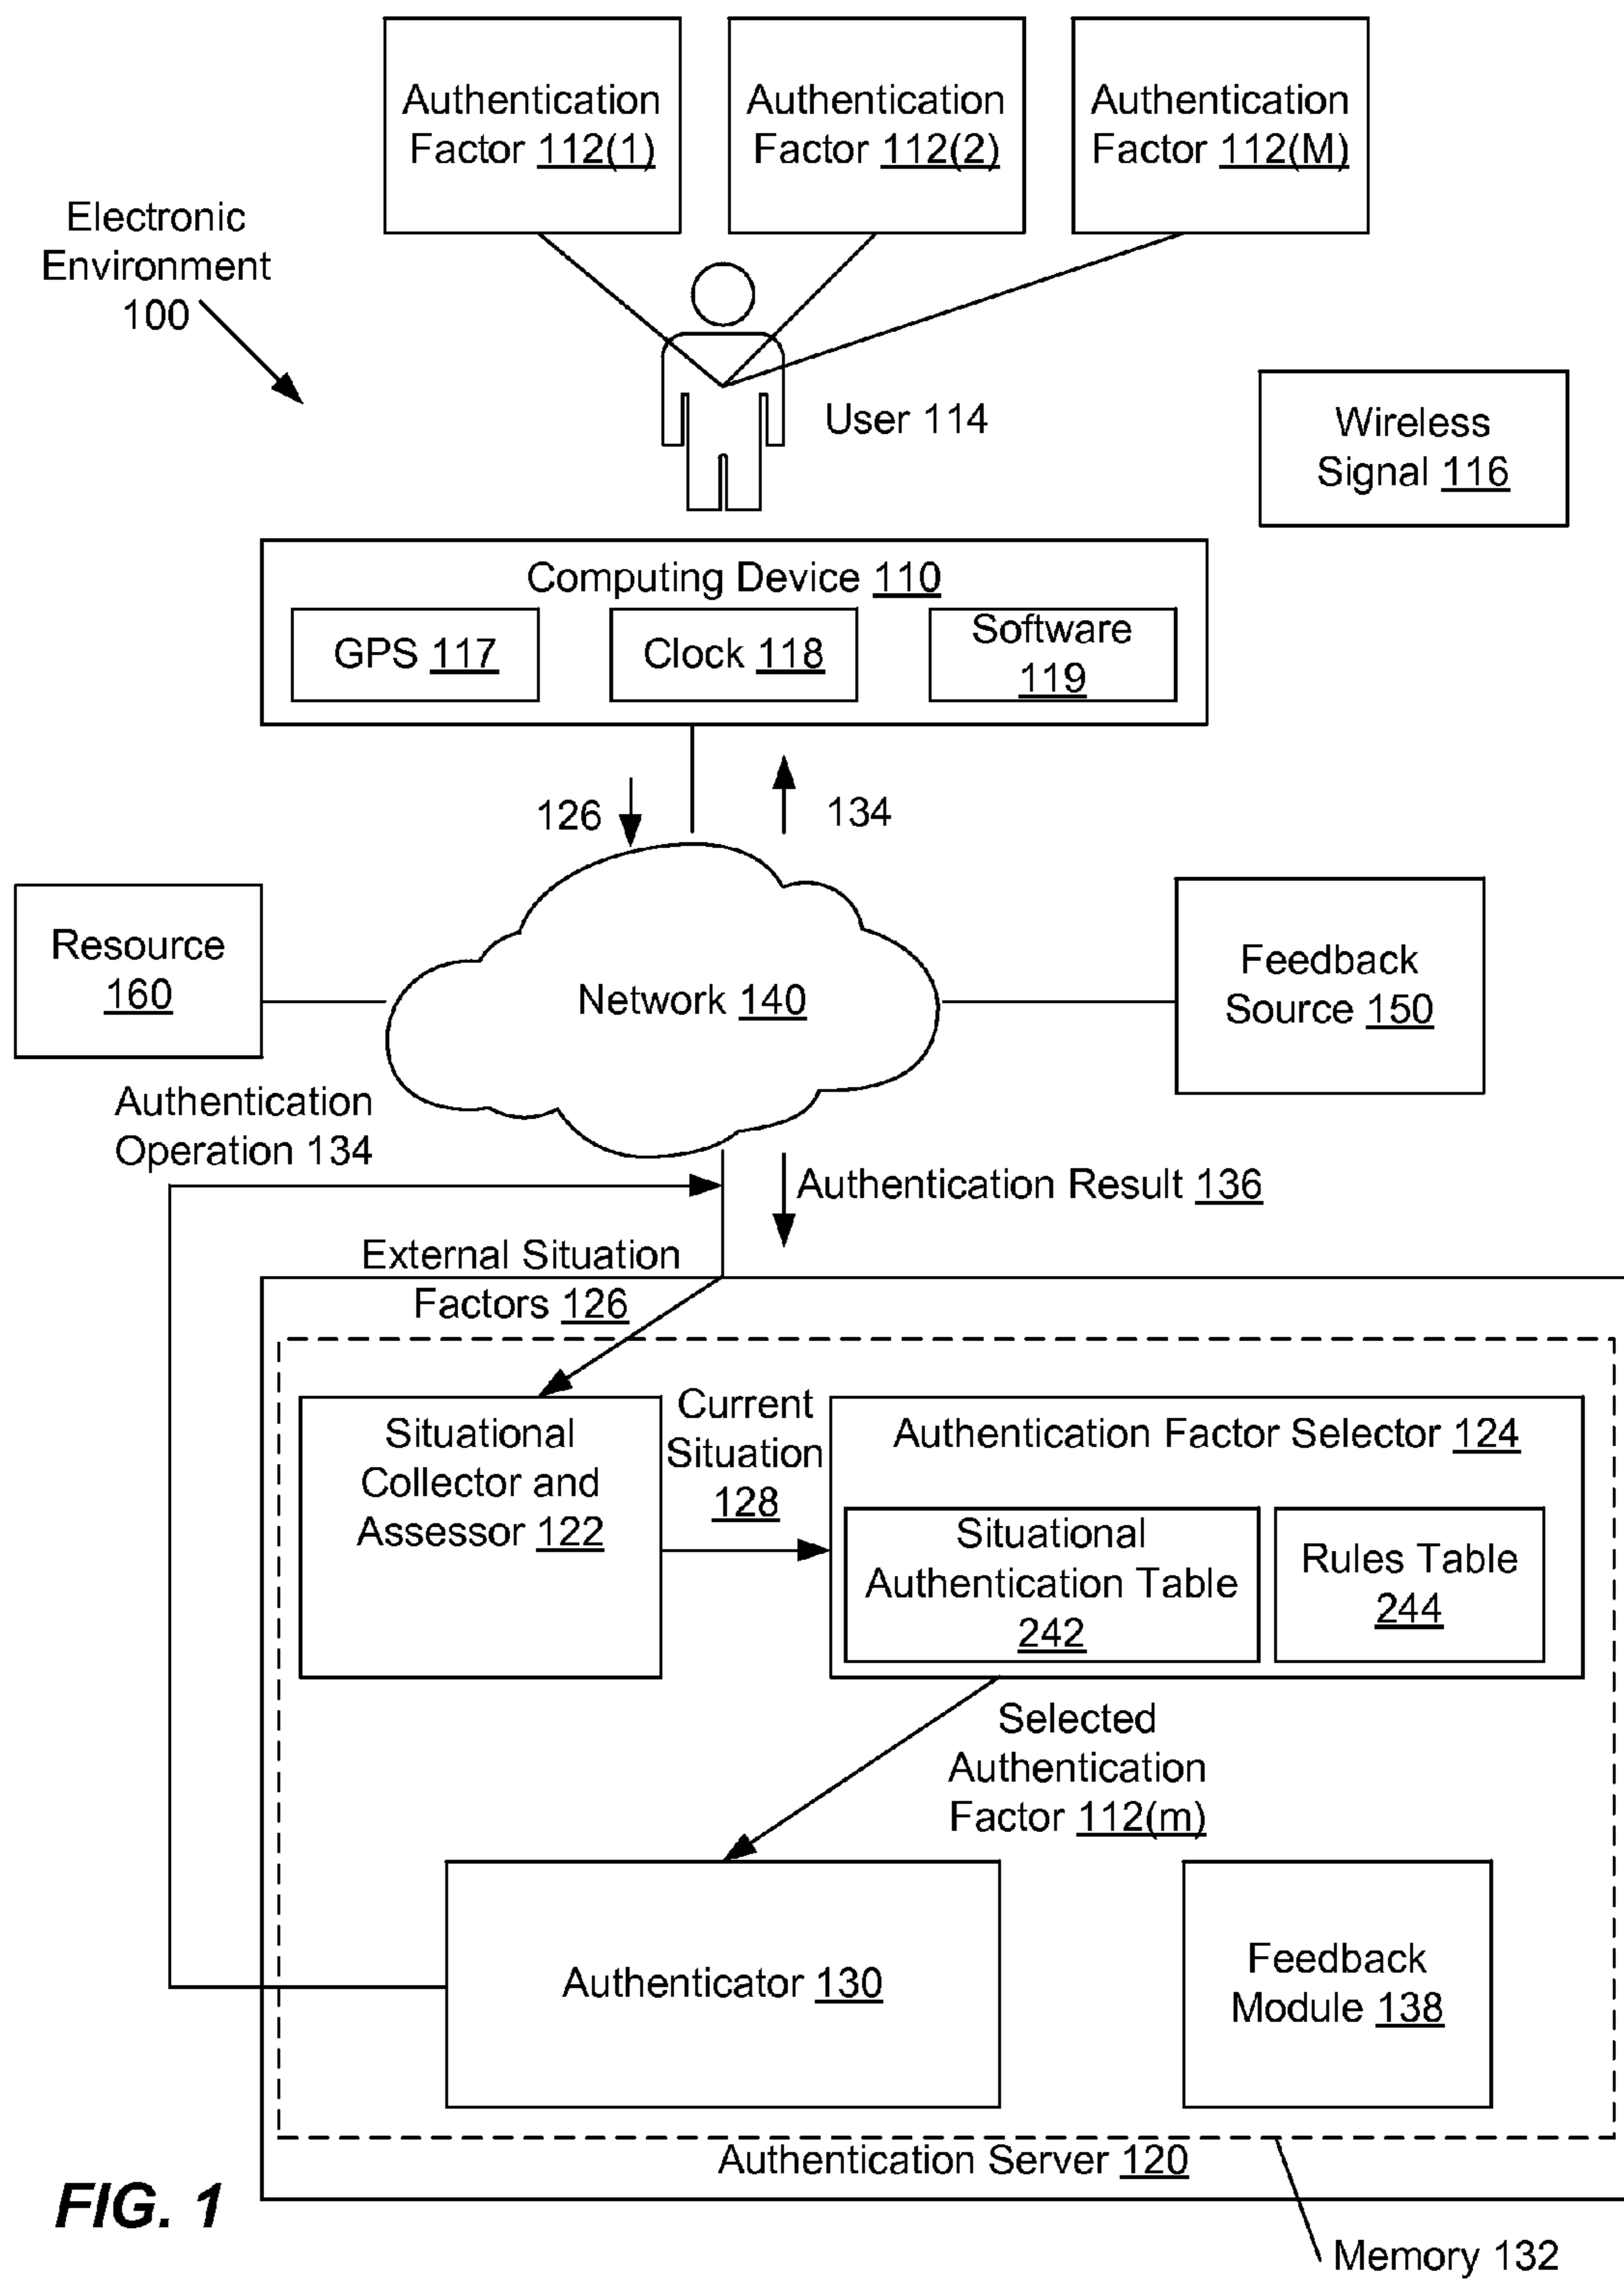 Authentication
Factor 112(1)
Authentication
Factor 112(2)
Authentication
Factor 112(M)
Electronic
Environment
100
User 114
Wireless
Signal 116
Computing Device 110
GPS 117
Clock 118
Software
119
126
134
Resource
160
Network 140
Feedback
Source 150
Authentication
Operation 134
Authentication Result 136
External Situation
Factors 126
Situational
Collector and
Assessor 122
Current
Situation
128
Authentication Factor Selector 124
Situational
Authentication Table
242
Rules Table
244
Selected
Authentication
Factor 112(m)
Authenticator 130
Feedback
Module 138
Authentication Server 120
FIG. 1
Memory 132